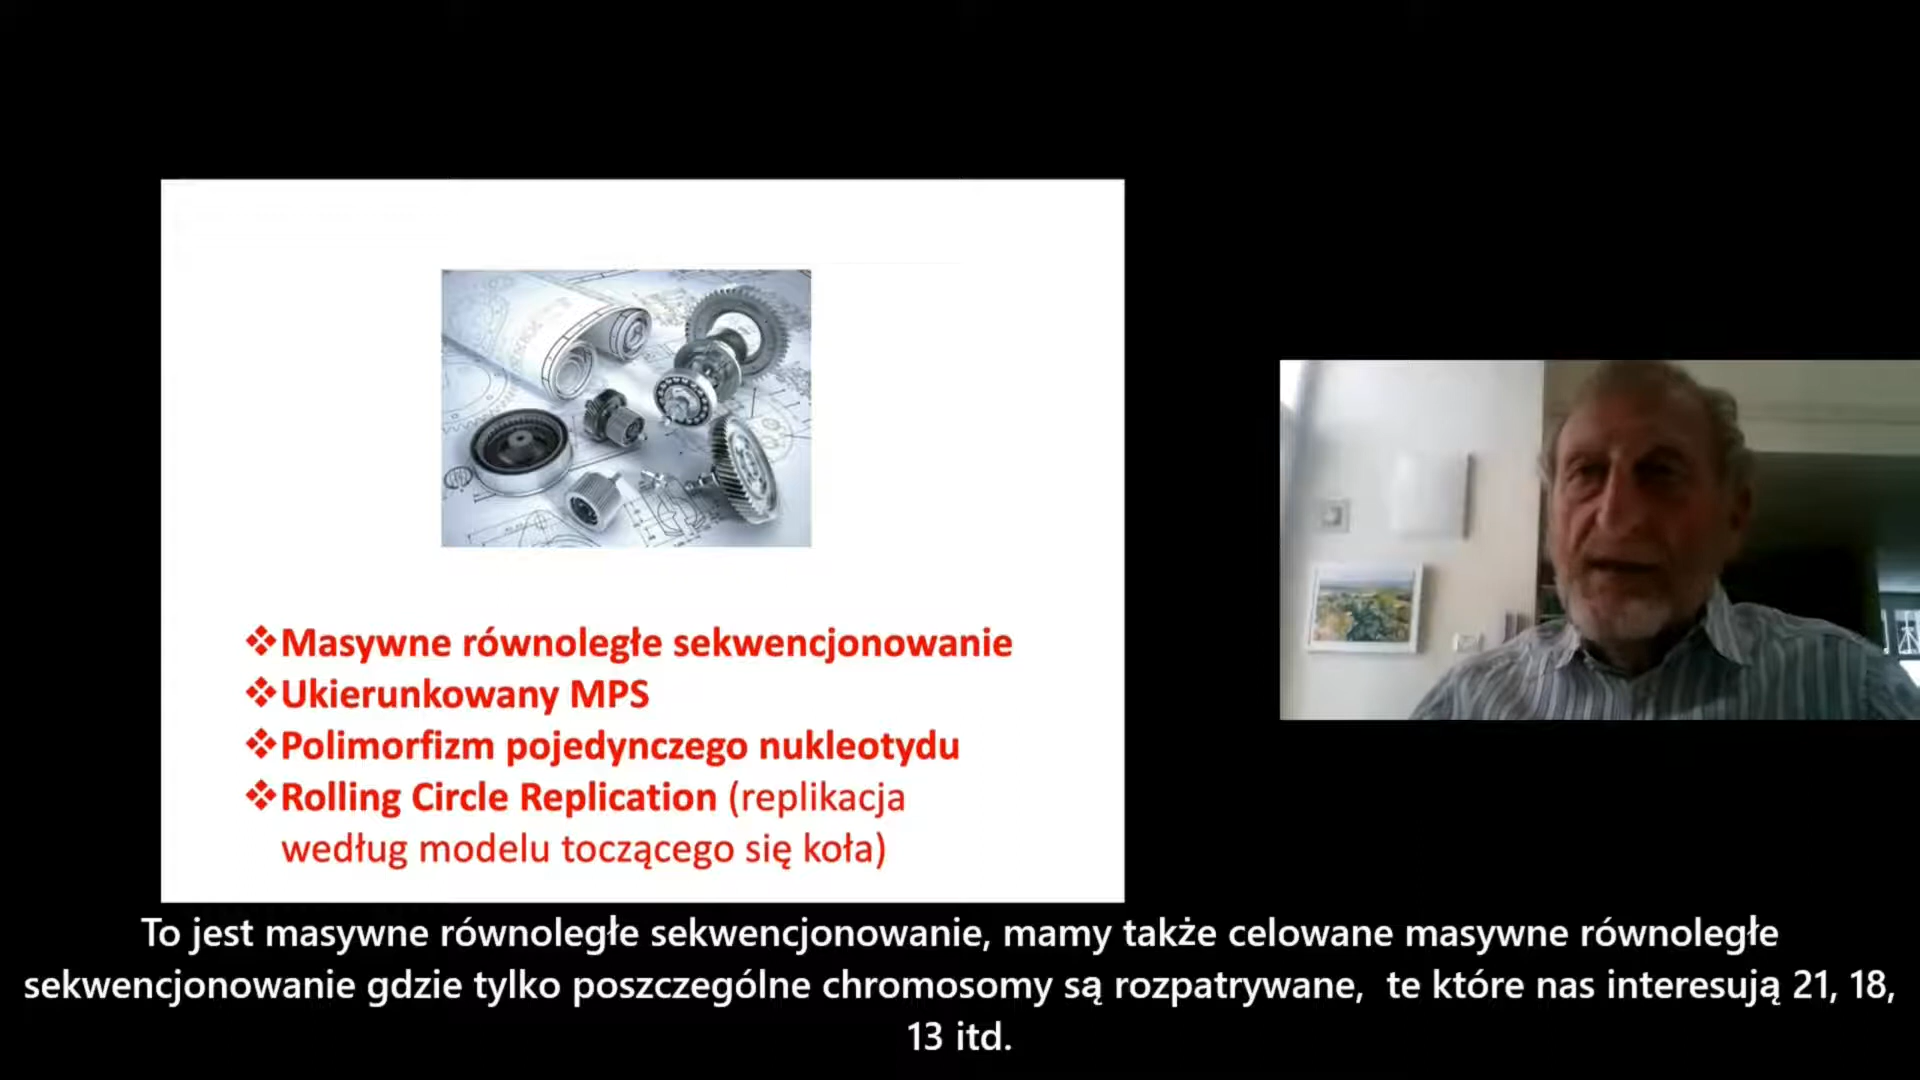 ❖Masywne równoległe sekwencjonowanie
❖Ukierunkowany MPS
❖Polimorfizm pojedynczego nukleotydu
❖Rolling Circle Replication (replikacja
według modelu toczącego się koła)
To jest masywne równoległe sekwencjonowanie, mamy także celowane masywne równoległe
sekwencjonowanie gdzie tylko poszczególne chromosomy są rozpatrywane,  te które nas interesują 21, 18,
13 itd.